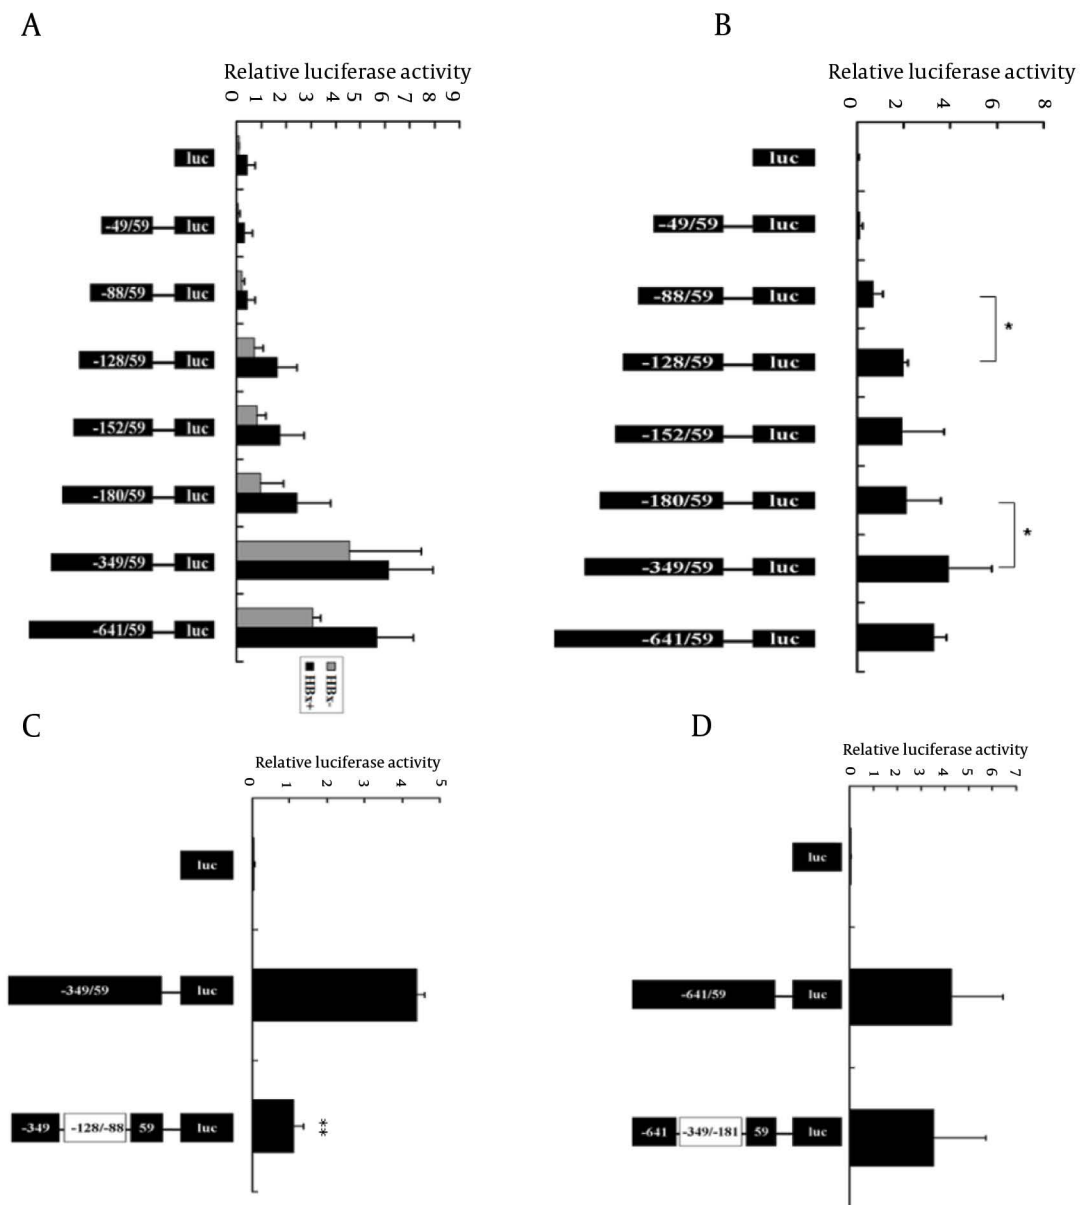 A
Relative luciferase activity
0 1 2 3 4 5 6 7 8 9
luc
-49/59 luc
-88/59 luc
-128/59 luc
-152/59 luc
-180/59 luc
-349/59 luc
-641/59 luc
HBx-
HBx+
B
Relative luciferase activity
0 2 4 6 8
luc
-49/59 luc
-88/59 luc
*
-128/59 luc
-152/59 luc
-180/59 luc
*
-349/59 luc
-641/59 luc
C
Relative luciferase activity
0 1 2 3 4 5
luc
-349/59 luc
-349 -128/-88 59 luc
**
D
Relative luciferase activity
0 1 2 3 4 5 6 7
luc
-641/59 luc
-641 -349/-181 59 luc